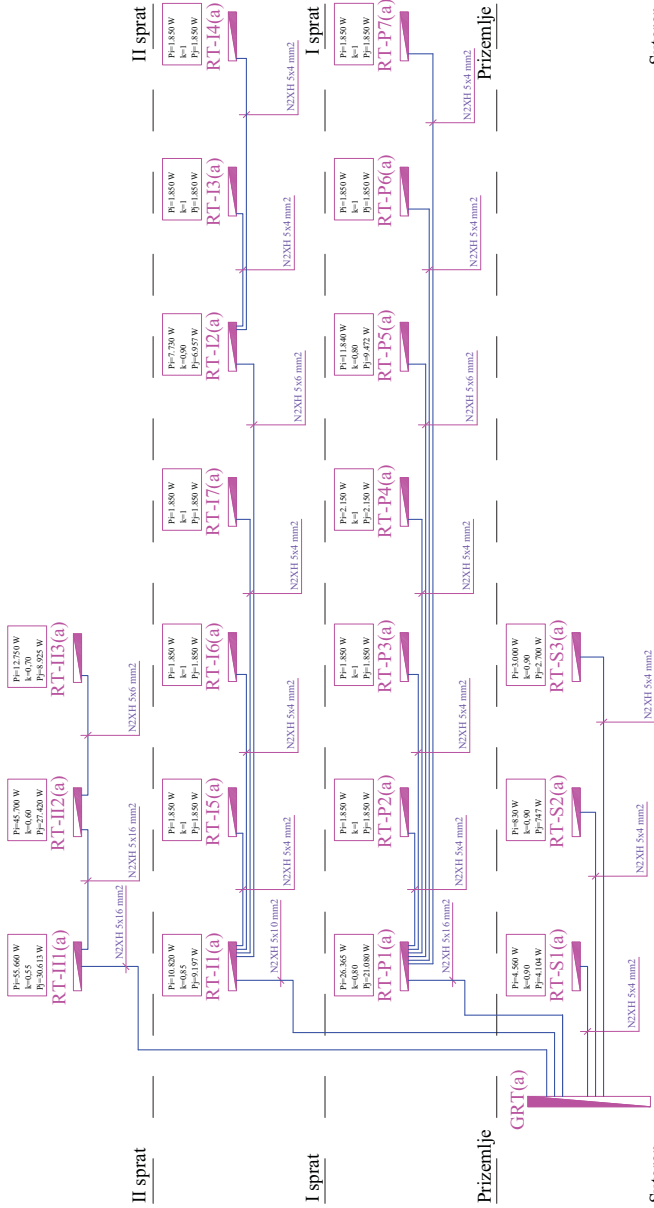 Pi=55.660 W
k=0,55
Pj=30.613 W
RT-II1(a)
N2XH 5x16 mm2
Pi=45.700 W
k=0,60
Pj=27.420 W
RT-II2(a)
N2XH 5x16 mm2
Pi=12.750 W
k=0,70
Pj=8.925 W
RT-II3(a)
N2XH 5x6 mm2
II sprat
II sprat
Pi=10.820 W
k=0,85
Pj=9.197 W
RT-I1(a)
N2XH 5x10 mm2
Pi=1.850 W
k=1
Pj=1.850 W
RT-I5(a)
N2XH 5x4 mm2
Pi=1.850 W
k=1
Pj=1.850 W
RT-I6(a)
N2XH 5x4 mm2
Pi=1.850 W
k=1
Pj=1.850 W
RT-I7(a)
N2XH 5x4 mm2
Pi=7.730 W
k=0,90
Pj=6.957 W
RT-I2(a)
N2XH 5x6 mm2
Pi=1.850 W
k=1
Pj=1.850 W
RT-I3(a)
N2XH 5x4 mm2
Pi=1.850 W
k=1
Pj=1.850 W
RT-I4(a)
N2XH 5x4 mm2
I sprat
I sprat
Pi=26.365 W
k=0,80
Pj=21.080 W
RT-P1(a)
N2XH 5x16 mm2
Pi=1.850 W
k=1
Pj=1.850 W
RT-P2(a)
N2XH 5x4 mm2
Pi=1.850 W
k=1
Pj=1.850 W
RT-P3(a)
N2XH 5x4 mm2
Pi=2.150 W
k=1
Pj=2.150 W
RT-P4(a)
N2XH 5x4 mm2
Pi=11.840 W
k=0,80
Pj=9.472 W
RT-P5(a)
N2XH 5x6 mm2
Pi=1.850 W
k=1
Pj=1.850 W
RT-P6(a)
N2XH 5x4 mm2
Pi=1.850 W
k=1
Pj=1.850 W
RT-P7(a)
N2XH 5x4 mm2
Prizemlje
Prizemlje
GRT(a)
Pi=4.560 W
k=0,90
Pj=4.104 W
RT-S1(a)
N2XH 5x4 mm2
Pi=830 W
k=0,90
Pj=747 W
RT-S2(a)
N2XH 5x4 mm2
Pi=3.000 W
k=0,90
Pj=2.700 W
RT-S3(a)
N2XH 5x4 mm2